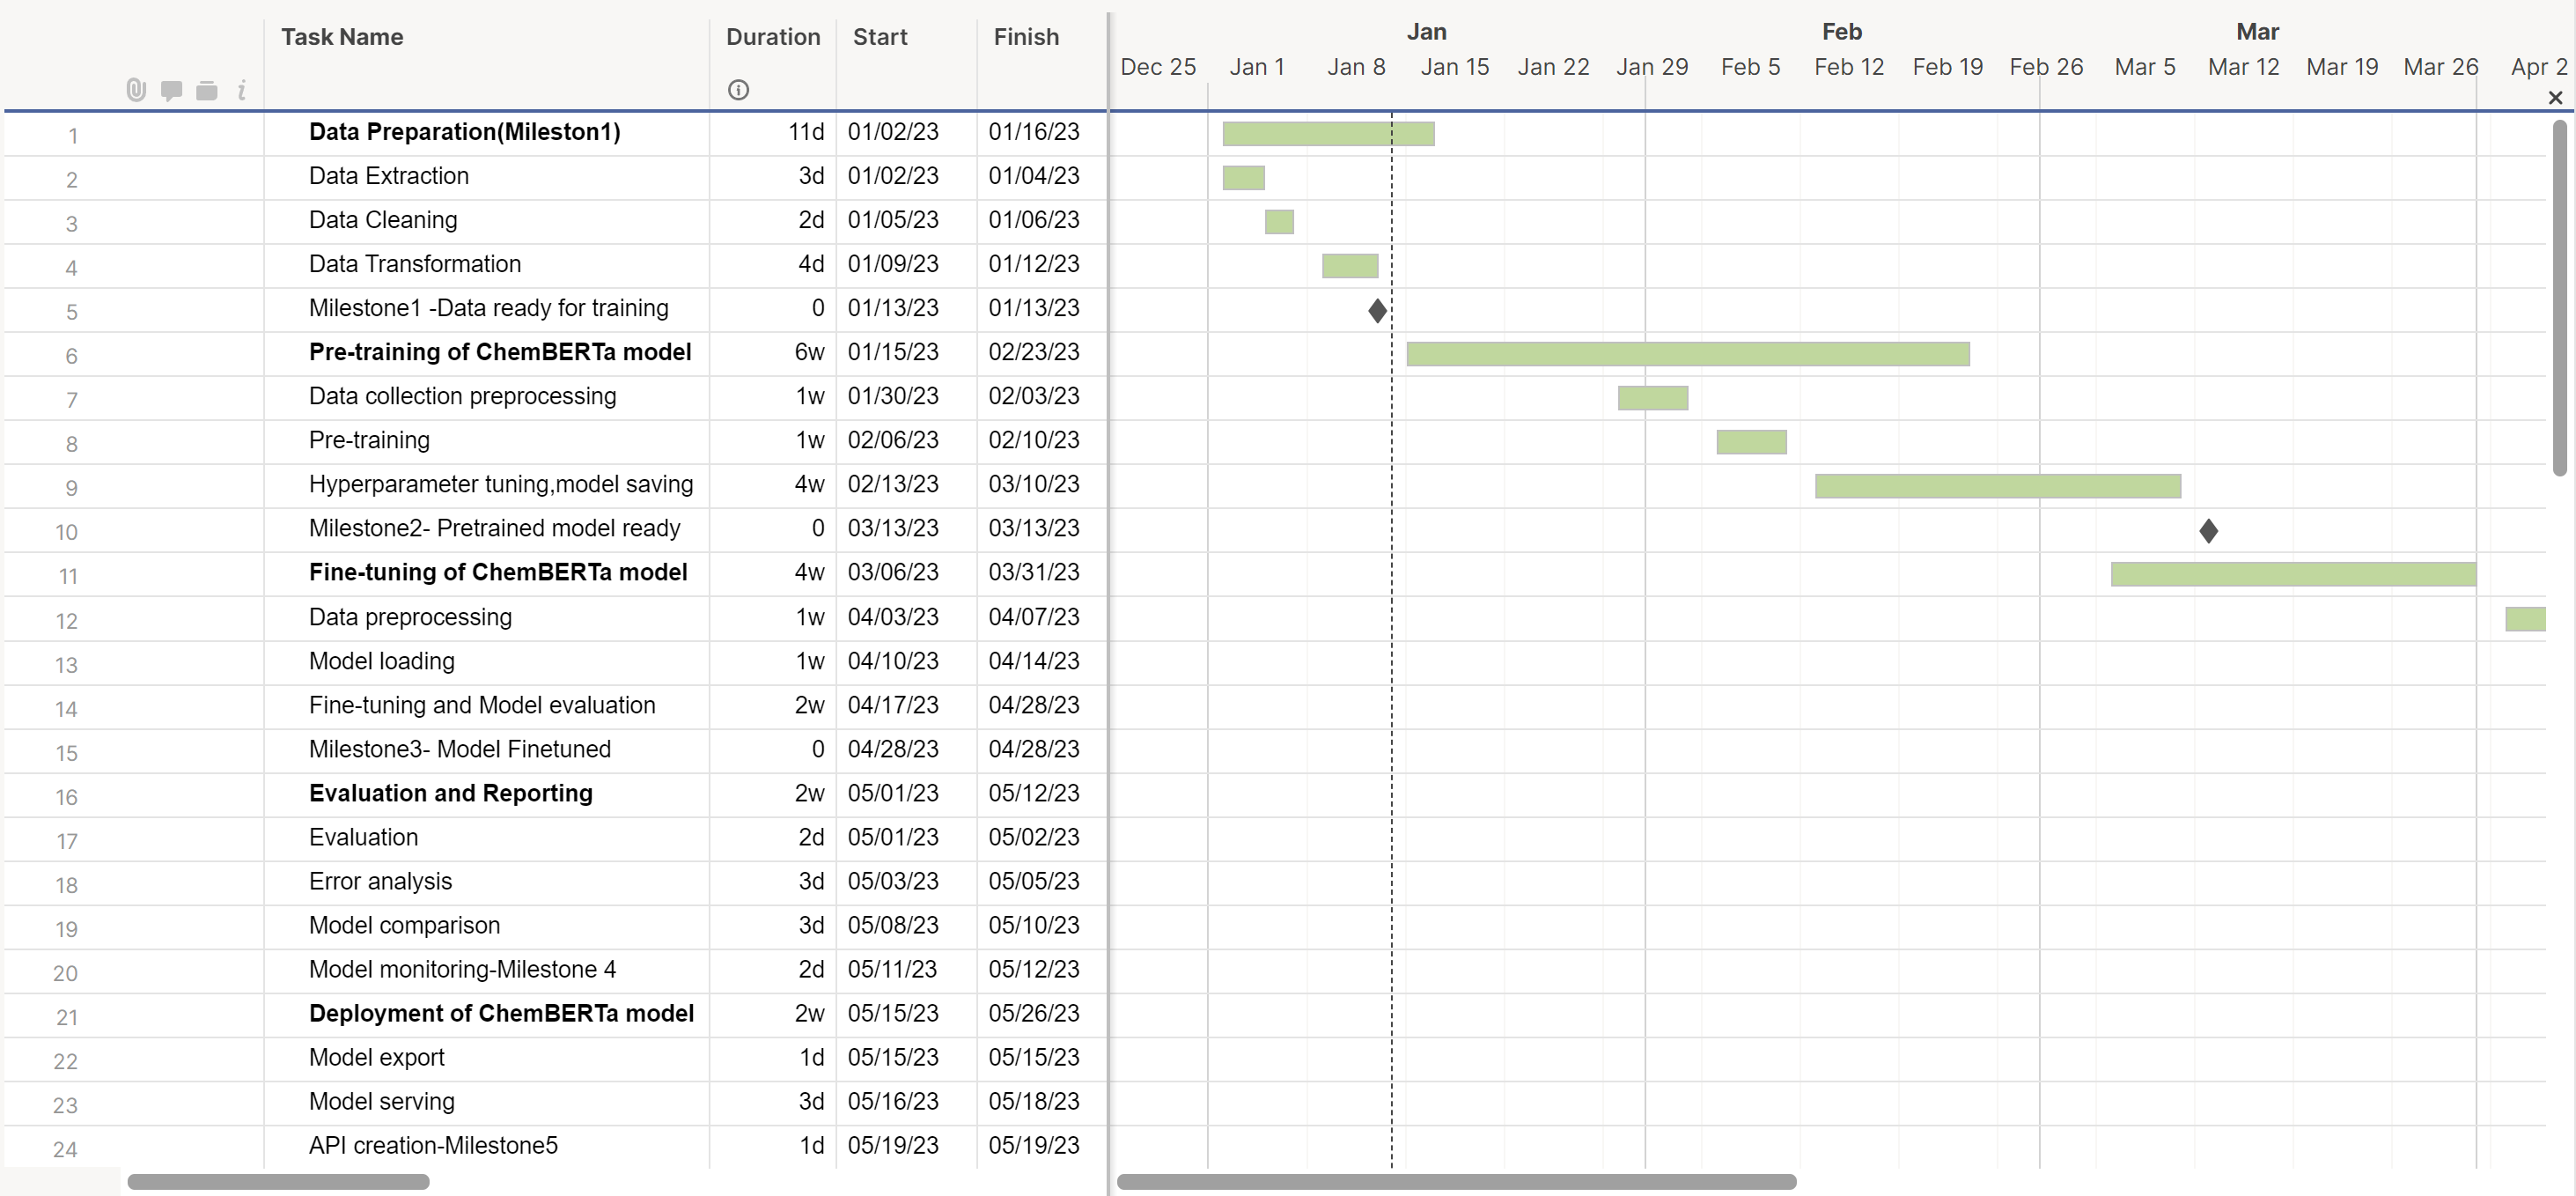 Task Name Duration Start Finish Jan Feb Mar
Dec 25 Jan 1 Jan 8 Jan 15 Jan 22 Jan 29 Feb 5 Feb 12 Feb 19 Feb 26 Mar 5 Mar 12 Mar 19 Mar 26 Apr 2
1 Data Preparation(Mileston1) 11d 01/02/23 01/16/23
2 Data Extraction 3d 01/02/23 01/04/23
3 Data Cleaning 2d 01/05/23 01/06/23
4 Data Transformation 4d 01/09/23 01/12/23
5 Milestone1 -Data ready for training 0 01/13/23 01/13/23
6 Pre-training of ChemBERTa model 6w 01/15/23 02/23/23
7 Data collection preprocessing 1w 01/30/23 02/03/23
8 Pre-training 1w 02/06/23 02/10/23
9 Hyperparameter tuning,model saving 4w 02/13/23 03/10/23
10 Milestone2- Pretrained model ready 0 03/13/23 03/13/23
11 Fine-tuning of ChemBERTa model 4w 03/06/23 03/31/23
12 Data preprocessing 1w 04/03/23 04/07/23
13 Model loading 1w 04/10/23 04/14/23
14 Fine-tuning and Model evaluation 2w 04/17/23 04/28/23
15 Milestone3- Model Finetuned 0 04/28/23 04/28/23
16 Evaluation and Reporting 2w 05/01/23 05/12/23
17 Evaluation 2d 05/01/23 05/02/23
18 Error analysis 3d 05/03/23 05/05/23
19 Model comparison 3d 05/08/23 05/10/23
20 Model monitoring-Milestone 4 2d 05/11/23 05/12/23
21 Deployment of ChemBERTa model 2w 05/15/23 05/26/23
22 Model export 1d 05/15/23 05/15/23
23 Model serving 3d 05/16/23 05/18/23
24 API creation-Milestone5 1d 05/19/23 05/19/23